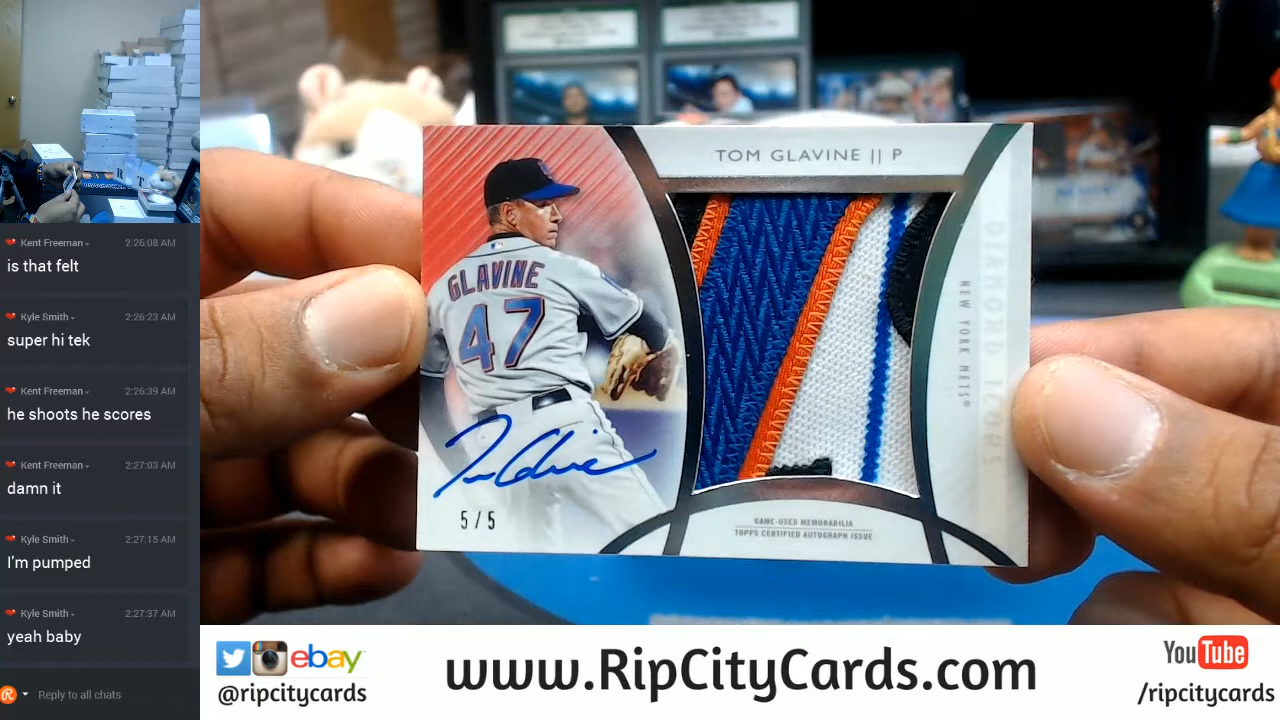 Kent Freeman 2:26:08 AM
is that felt
Kyle Smith 2:26:23 AM
super hi tek
Kent Freeman 2:26:39 AM
he shoots he scores
Kent Freeman 2:27:03 AM
damn it
Kyle Smith 2:27:15 AM
I'm pumped
Kyle Smith 2:27:37 AM
yeah baby
Reply to all chats
TOM GLAVINE || P
GLAVINE
47
5/5
GAME-USED MEMORABILIA
TOPPS CERTIFIED AUTOGRAPH ISSUE
NEW YORK METS®
DIAMOND ICONS
ebay
@ripcitycards
www.RipCityCards.com
YouTube
/ripcitycards